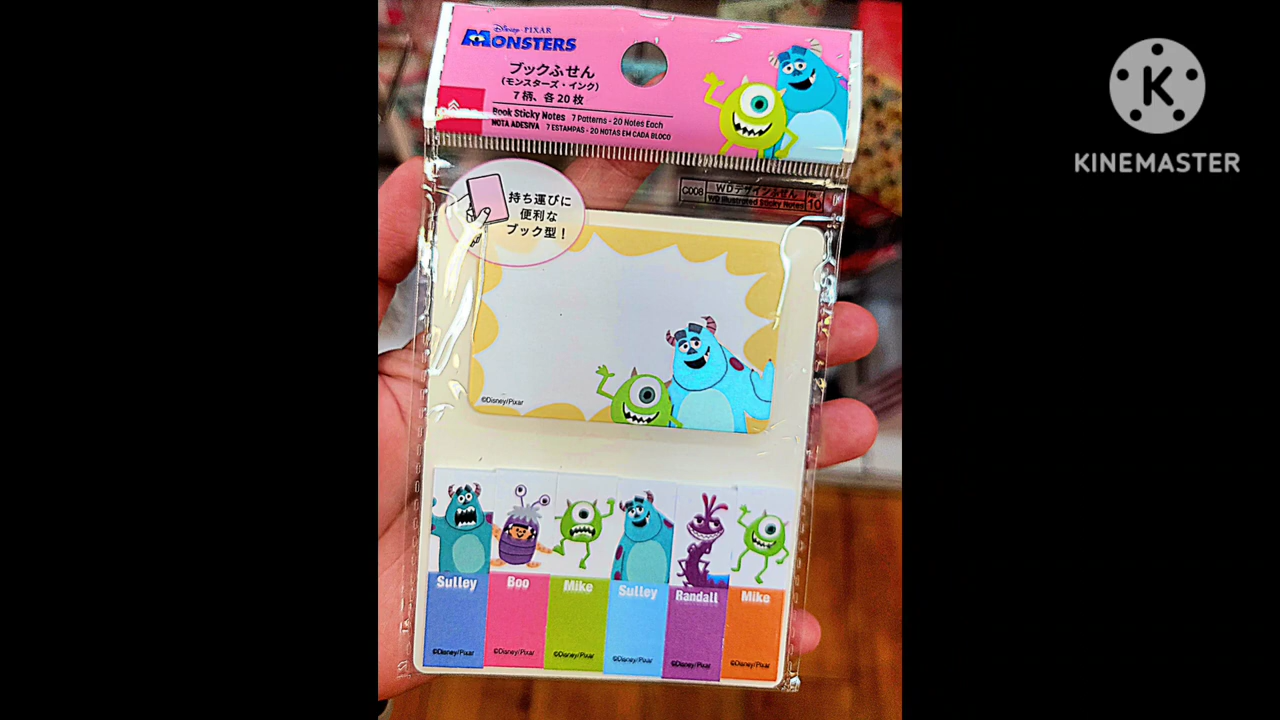 Disney PIXAR
MONSTERS
ブックふせん
(モンスターズ・インク)
7柄、各20枚
Book Sticky Notes 7 Patterns - 20 Notes Each
NOTA ADESIVA 7 ESTAMPAS - 20 NOTAS EM CADA BLOCO
C008 WDデザインふせん No. 10
WD Illustrated Sticky Notes
持ち運びに
便利な
ブック型!
©Disney/Pixar
Sulley Boo Mike Sulley Randall Mike
©Disney/Pixar ©Disney/Pixar ©Disney/Pixar ©Disney/Pixar ©Disney/Pixar ©Disney/Pixar
K
KINEMASTER